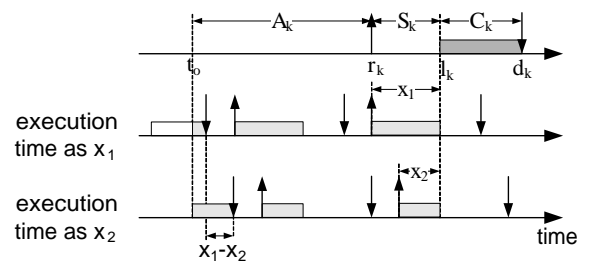 A_k S_k C_k
t_o r_k l_k d_k
x_1
execution
time as x_1
x_2
execution
time as x_2
time
x_1-x_2